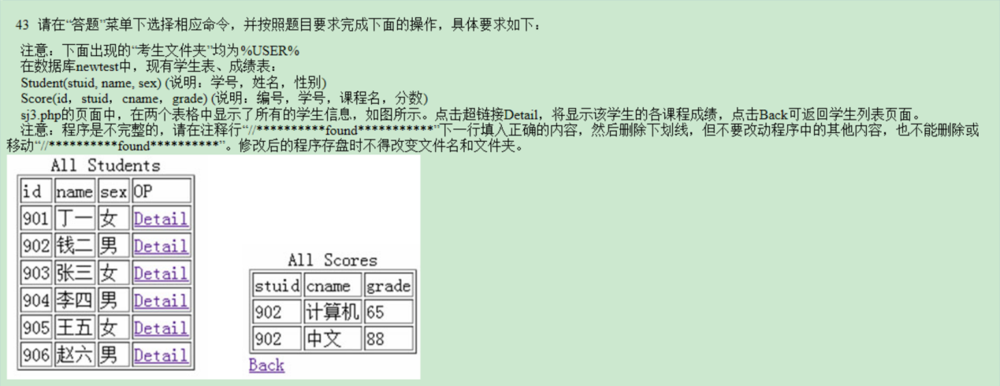 43 请在“答题”菜单下选择相应命令，并按照题目要求完成下面的操作，具体要求如下：
注意：下面出现的“考生文件夹”均为%USER%
在数据库newtest中，现有学生表、成绩表：
Student(stuid, name, sex) (说明：学号，姓名，性别)
Score(id，stuid，cname，grade) (说明：编号，学号，课程名，分数)
sj3.php的页面中，在两个表格中显示了所有的学生信息，如图所示。点击超链接Detail，将显示该学生的各课程成绩，点击Back可返回学生列表页面。
注意：程序是不完整的，请在注释行“//**********found***********”下一行填入正确的内容，然后删除下划线，但不要改动程序中的其他内容，也不能删除或
移动“//**********found**********”。修改后的程序存盘时不得改变文件名和文件夹。
All Students
id name sex OP
901 丁一 女 Detail
902 钱二 男 Detail
903 张三 女 Detail
904 李四 男 Detail
905 王五 女 Detail
906 赵六 男 Detail
All Scores
stuid cname grade
902 计算机 65
902 中文 88
Back